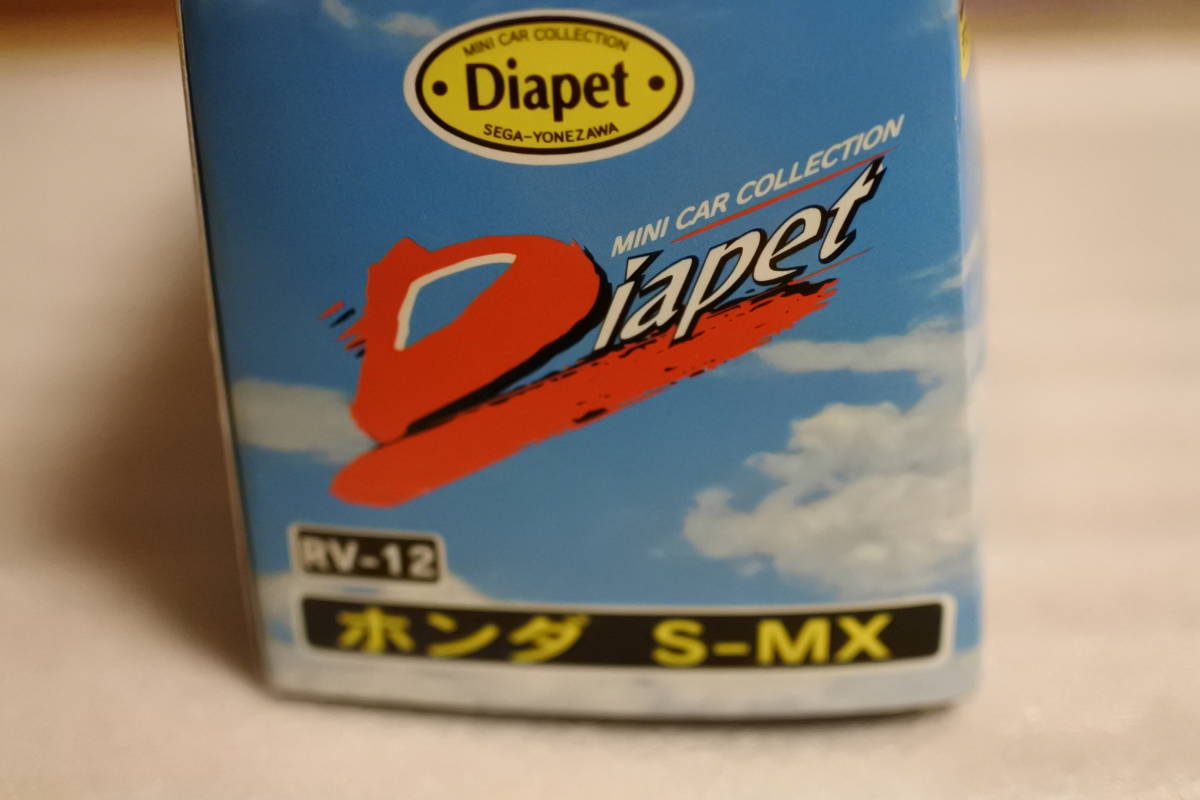 MINI CAR COLLECTION
Diapet
SEGA-YONEZAWA
MINI CAR COLLECTION
Diapet
RV-12
ホンダ S-MX